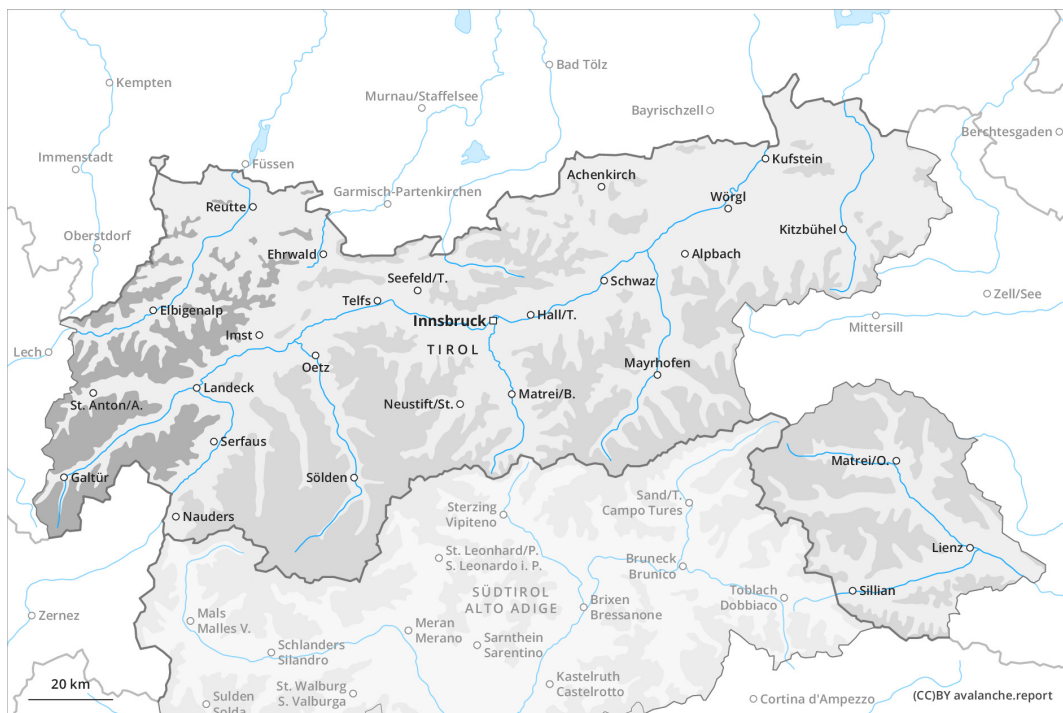 Kempten
Bad Tölz
Murnau/Staffelsee
Bayrischzell
Berchtesgaden
Immenstadt
Füssen
Kufstein
Achenkirch
Garmisch-Partenkirchen
Wörgl
Reutte
Kitzbühel
Oberstdorf
Ehrwald
Alpbach
Seefeld/T.
Schwaz
Zell/See
Telfs
Elbigenalp
Innsbruck
Hall/T.
Mittersill
Imst
TIROL
Lech
Oetz
Mayrhofen
Landeck
St. Anton/A.
Neustift/St.
Matrei/B.
Serfaus
Matrei/O.
Galtür
Sölden
Sand/T.
Campo Tures
Sterzing
Vipiteno
Nauders
Lienz
St. Leonhard/P.
S. Leonardo i. P.
Bruneck
Brunico
Sillian
SÜDTIROL
ALTO ADIGE
Toblach
Dobbiaco
Brixen
Bressanone
Zernez
Mals
Malles V.
Meran
Merano
Sarnthein
Sarentino
Schlanders
Silandro
20 km
St. Walburg
S. Valburga
Kastelruth
Castelrotto
Sulden
Solda
Cortina d'Ampezzo
(CC)BY avalanche.report